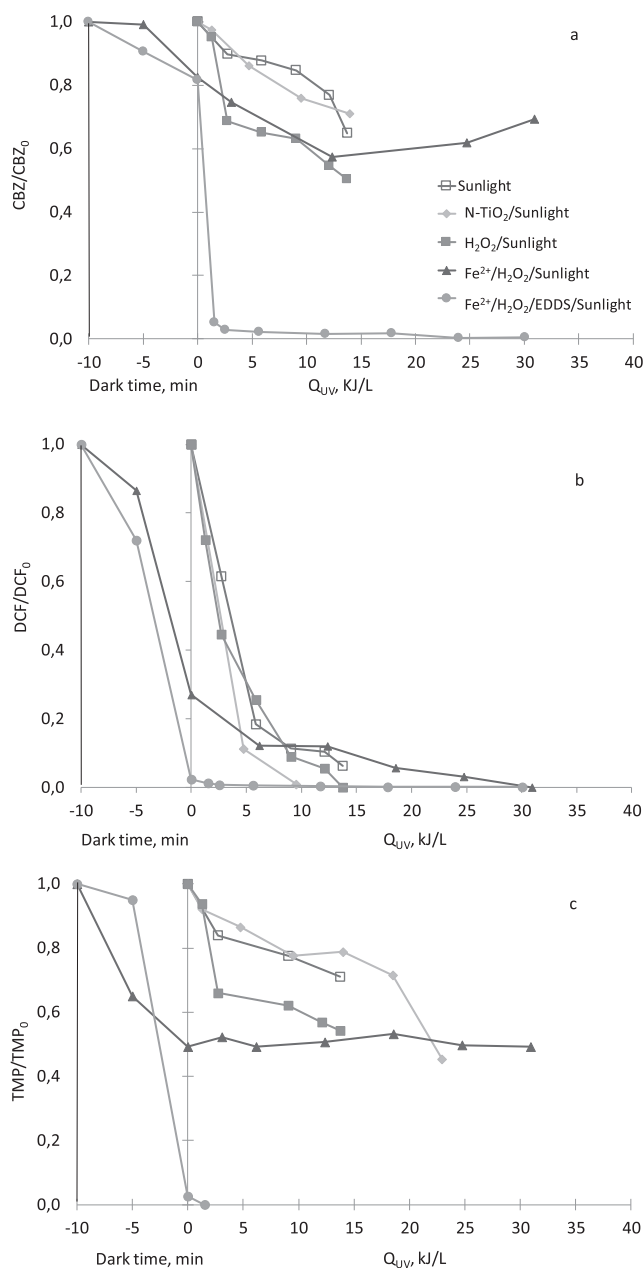 a
1,0
0,8
0,6
0,4
0,2
0,0
CBZ/CBZ₀
Sunlight
N-TiO₂/Sunlight
H₂O₂/Sunlight
Fe²⁺/H₂O₂/Sunlight
Fe²⁺/H₂O₂/EDDS/Sunlight
-10 -5 0 5 10 15 20 25 30 35 40
Dark time, min Q_UV, KJ/L
b
1,0
0,8
0,6
0,4
0,2
0,0
DCF/DCF₀
-10 -5 0 5 10 15 20 25 30 35 40
Dark time, min Q_UV, kJ/L
c
1,0
0,8
0,6
0,4
0,2
0,0
TMP/TMP₀
-10 -5 0 5 10 15 20 25 30 35 40
Dark time, min Q_UV, kJ/L